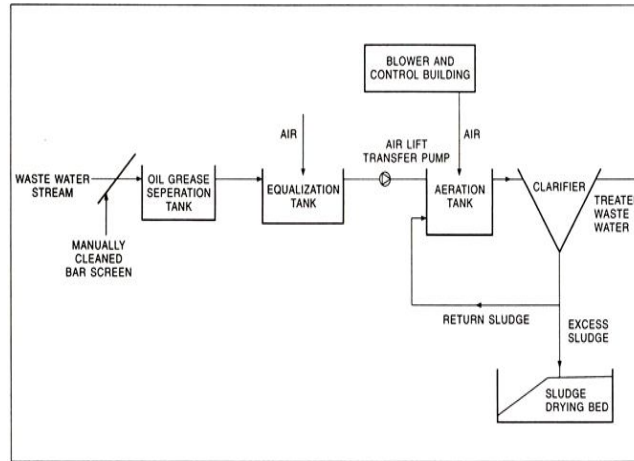 BLOWER AND
CONTROL BUILDING
AIR
AIR LIFT
TRANSFER PUMP
AIR
WASTE WATER
STREAM
OIL GREASE
SEPERATION
TANK
EQUALIZATION
TANK
AERATION
TANK
CLARIFIER
TREATED
WASTE
WATER
MANUALLY
CLEANED
BAR SCREEN
RETURN SLUDGE
EXCESS
SLUDGE
SLUDGE
DRYING BED